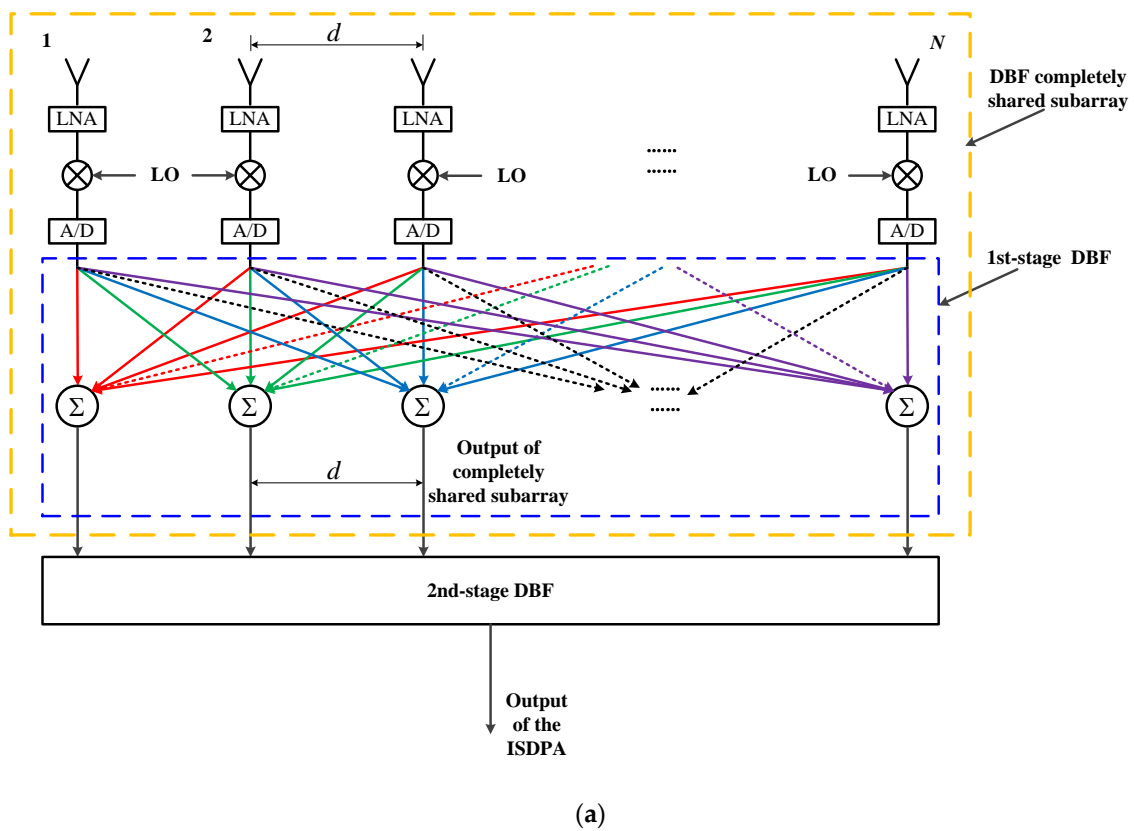 1
2
d
N
DBF completely
shared subarray
LNA
LNA
LNA
LNA
LO
LO
LO
......
......
A/D
A/D
A/D
A/D
1st-stage DBF
Σ
Σ
Σ
......
......
Σ
Output of
completely
shared subarray
d
2nd-stage DBF
Output
of the
ISDPA
(a)